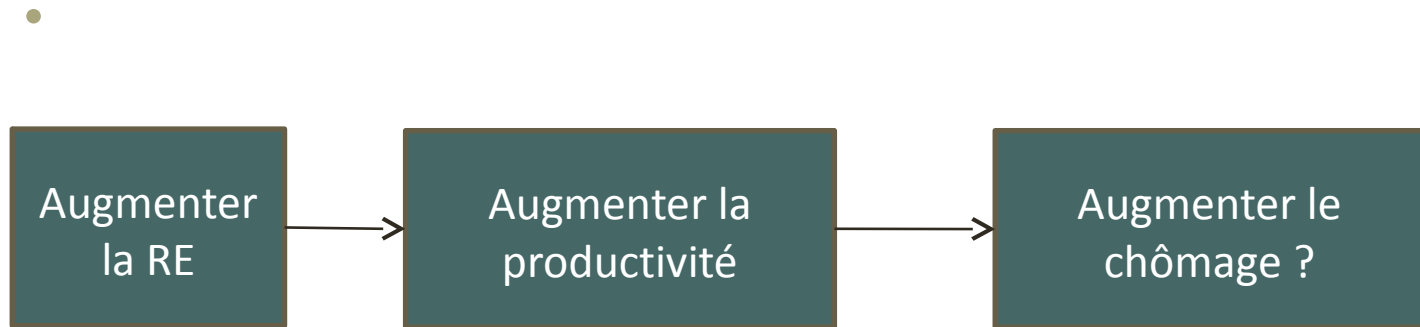 Augmenter
la RE
Augmenter la
productivité
Augmenter le
chômage ?